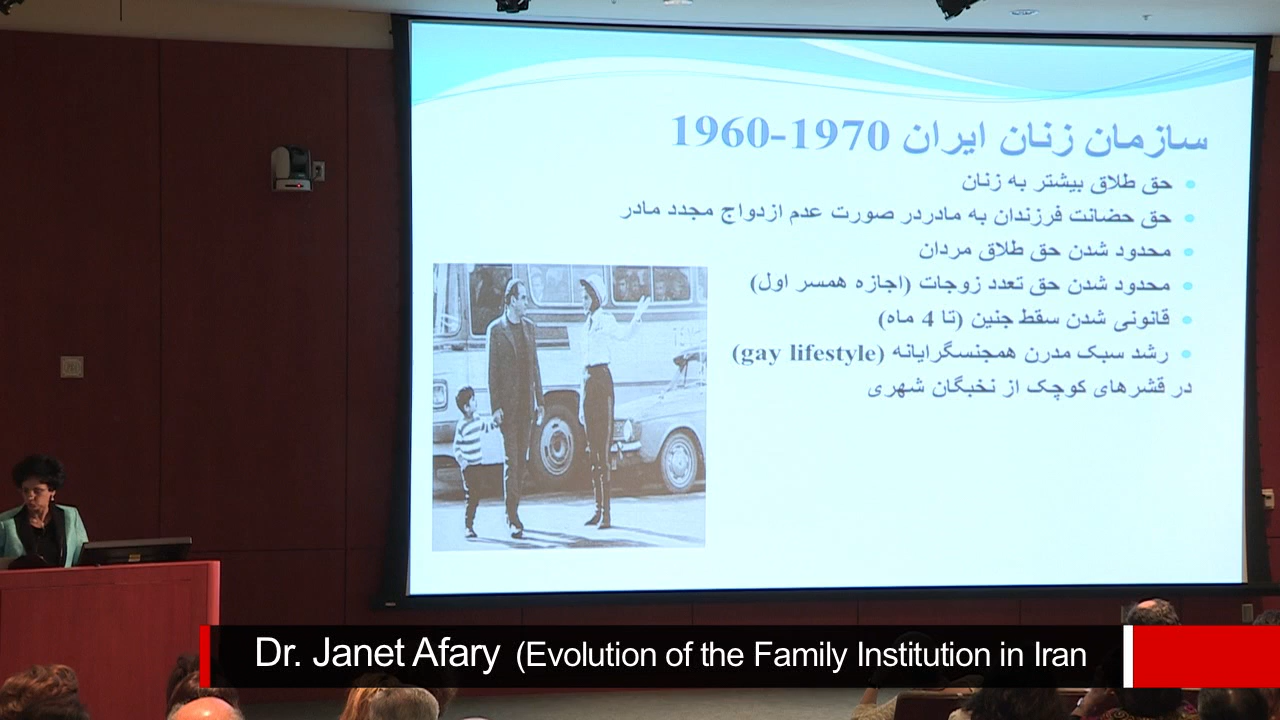 سازمان زنان ایران 1970-1960
حق طلاق بیشتر به زنان
حق حضانت فرزندان به مادردر صورت عدم ازدواج مجدد مادر
محدود شدن حق طلاق مردان
محدود شدن حق تعدد زوجات (اجازه همسر اول)
قانونی شدن سقط جنین (تا 4 ماه)
رشد سبک مدرن همجنسگرایانه (gay lifestyle)
در قشرهای کوچک از نخبگان شهری
Dr. Janet Afary (Evolution of the Family Institution in Iran